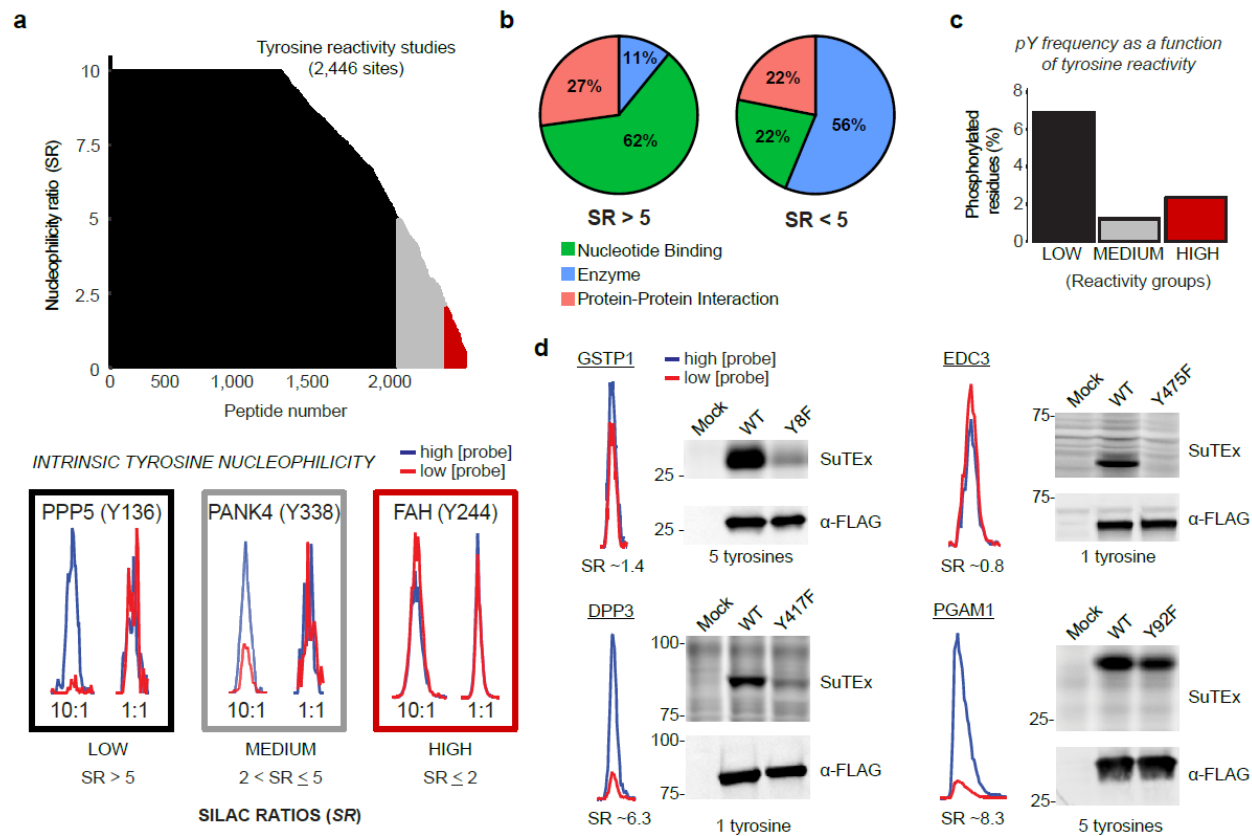 a
Tyrosine reactivity studies
(2,446 sites)
Nucleophilicity ratio (SR)
10
7.5
5
2.5
0
0
500
1,000
1,500
2,000
Peptide number
INTRINSIC TYROSINE NUCLEOPHILICITY
high [probe]
low [probe]
PPP5 (Y136)
10:1
1:1
LOW
SR > 5
PANK4 (Y338)
10:1
1:1
MEDIUM
2 < SR ≤ 5
FAH (Y244)
10:1
1:1
HIGH
SR ≤ 2
SILAC RATIOS (SR)
b
11%
27%
62%
SR > 5
22%
22%
56%
SR < 5
Nucleotide Binding
Enzyme
Protein-Protein Interaction
c
pY frequency as a function
of tyrosine reactivity
Phosphorylated
residues (%)
8
6
4
2
0
LOW
MEDIUM
HIGH
(Reactivity groups)
d
high [probe]
low [probe]
GSTP1
SR ~1.4
Mock
WT
Y8F
25
SuTEx
25
α-FLAG
5 tyrosines
EDC3
SR ~0.8
Mock
WT
Y475F
75-
SuTEx
75
α-FLAG
1 tyrosine
DPP3
SR ~6.3
Mock
WT
Y417F
100-
SuTEx
75-
100-
α-FLAG
75-
1 tyrosine
PGAM1
SR ~8.3
Mock
WT
Y92F
SuTEx
25-
α-FLAG
25-
5 tyrosines